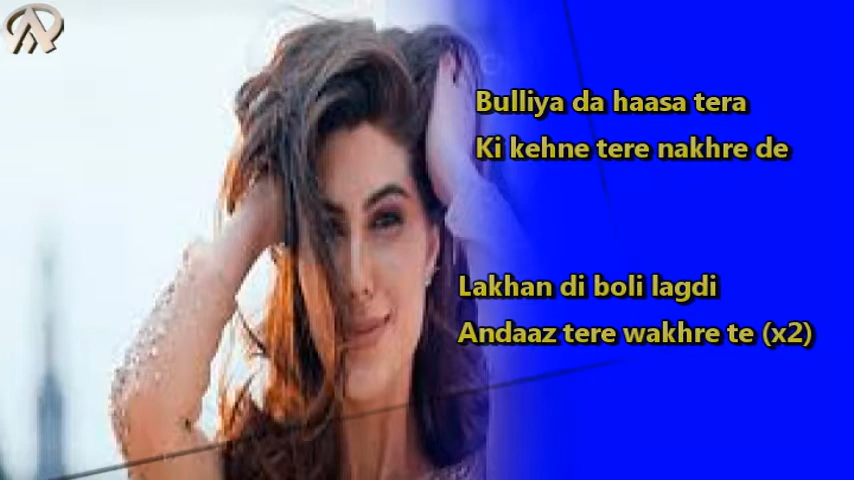 Bulliya da haasa tera
Ki kehne tere nakhre de
Lakhan di boli lagdi
Andaaz tere wakhre te (x2)